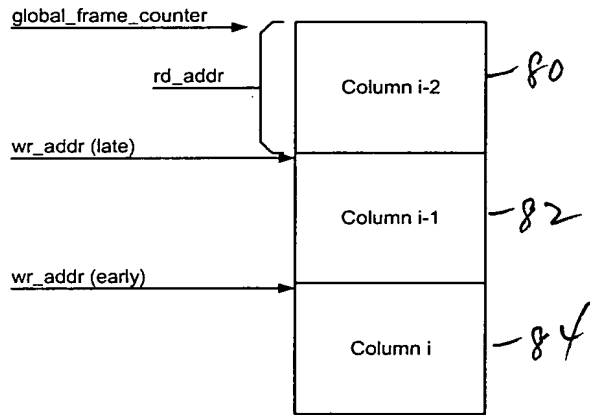 global_frame_counter
rd_addr
Column i-2
80
wr_addr (late)
Column i-1
82
wr_addr (early)
Column i
84